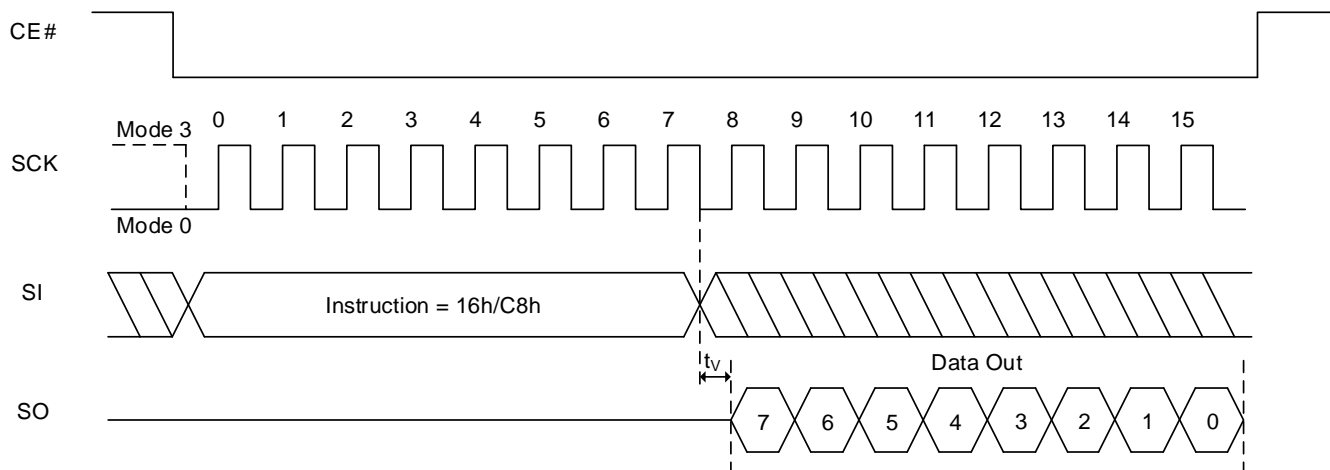 CE#
Mode 3
0 1 2 3 4 5 6 7 8 9 10 11 12 13 14 15
SCK
Mode 0
SI
Instruction = 16h/C8h
tV
Data Out
SO
7 6 5 4 3 2 1 0